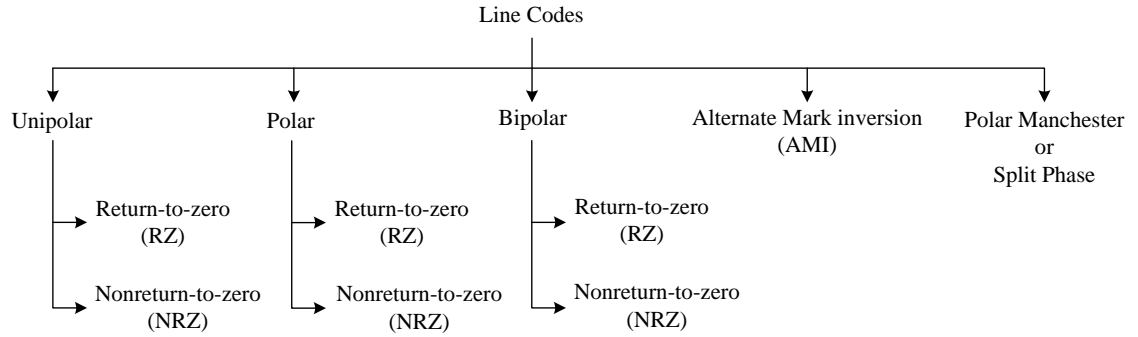 Line Codes
Unipolar
Polar
Bipolar
Alternate Mark inversion
(AMI)
Polar Manchester
or
Split Phase
Return-to-zero
(RZ)
Nonreturn-to-zero
(NRZ)
Return-to-zero
(RZ)
Nonreturn-to-zero
(NRZ)
Return-to-zero
(RZ)
Nonreturn-to-zero
(NRZ)